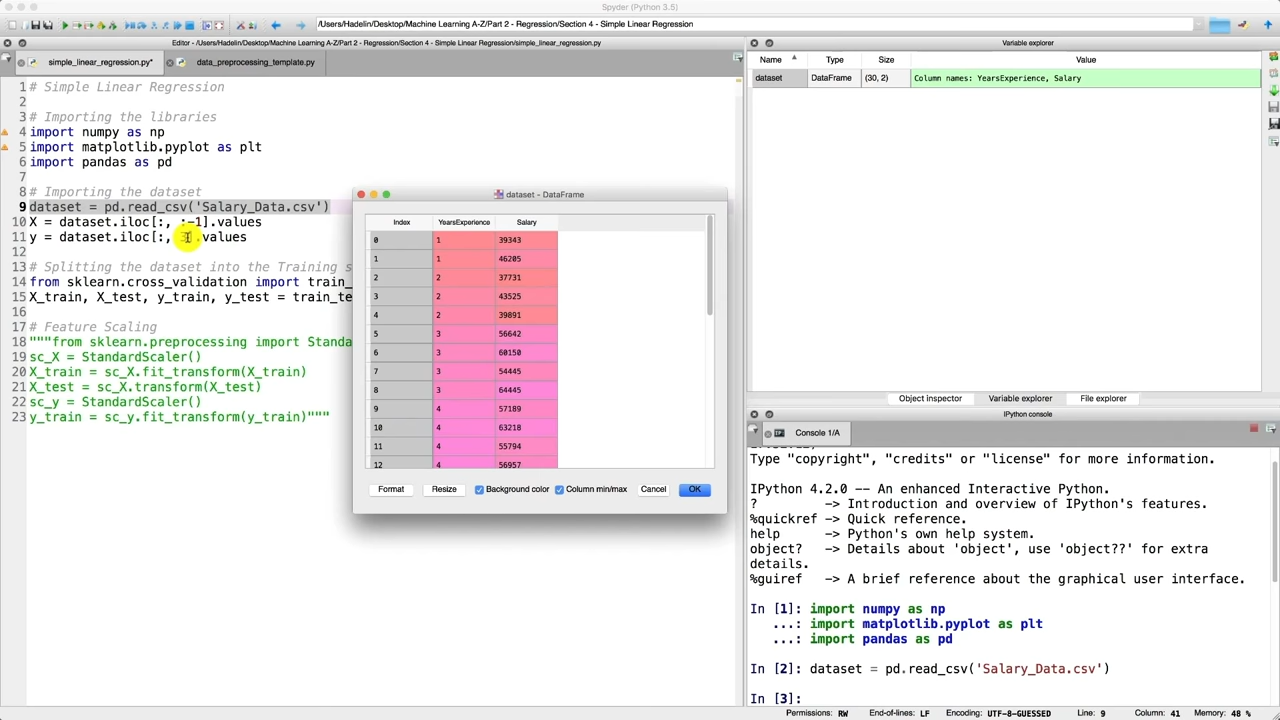 Spyder (Python 3.5)
/Users/Hadelin/Desktop/Machine Learning A-Z/Part 2 - Regression/Section 4 - Simple Linear Regression
Editor - /Users/Hadelin/Desktop/Machine Learning A-Z/Part 2 - Regression/Section 4 - Simple Linear Regression/simple_linear_regression.py
simple_linear_regression.py*
data_preprocessing_template.py
1 # Simple Linear Regression
2
3 # Importing the libraries
4 import numpy as np
5 import matplotlib.pyplot as plt
6 import pandas as pd
7
8 # Importing the dataset
9 dataset = pd.read_csv('Salary_Data.csv')
10 X = dataset.iloc[:, :-1].values
11 y = dataset.iloc[:, .values
12
13 # Splitting the dataset into the Training s
14 from sklearn.cross_validation import train_
15 X_train, X_test, y_train, y_test = train_te
16
17 # Feature Scaling
18 """from sklearn.preprocessing import Standa
19 sc_X = StandardScaler()
20 X_train = sc_X.fit_transform(X_train)
21 X_test = sc_X.transform(X_test)
22 sc_y = StandardScaler()
23 y_train = sc_y.fit_transform(y_train)"""
dataset - DataFrame
Index YearsExperience Salary
0 1 39343
1 1 46205
2 2 37731
3 2 43525
4 2 39891
5 3 56642
6 3 60150
7 3 54445
8 3 64445
9 4 57189
10 4 63218
11 4 55794
12 4 56957
Format Resize Background color Column min/max Cancel OK
Variable explorer
Name Type Size Value
dataset DataFrame (30, 2) Column names: YearsExperience, Salary
Object inspector Variable explorer File explorer
IPython console
Console 1/A
Type "copyright", "credits" or "license" for more information.
IPython 4.2.0 -- An enhanced Interactive Python.
? -> Introduction and overview of IPython's features.
%quickref -> Quick reference.
help -> Python's own help system.
object? -> Details about 'object', use 'object??' for extra
details.
%guiref -> A brief reference about the graphical user interface.
In [1]: import numpy as np
...: import matplotlib.pyplot as plt
...: import pandas as pd
In [2]: dataset = pd.read_csv('Salary_Data.csv')
In [3]:
Permissions: RW End-of-lines: LF Encoding: UTF-8-GUESSED Line: 9 Column: 41 Memory: 48 %